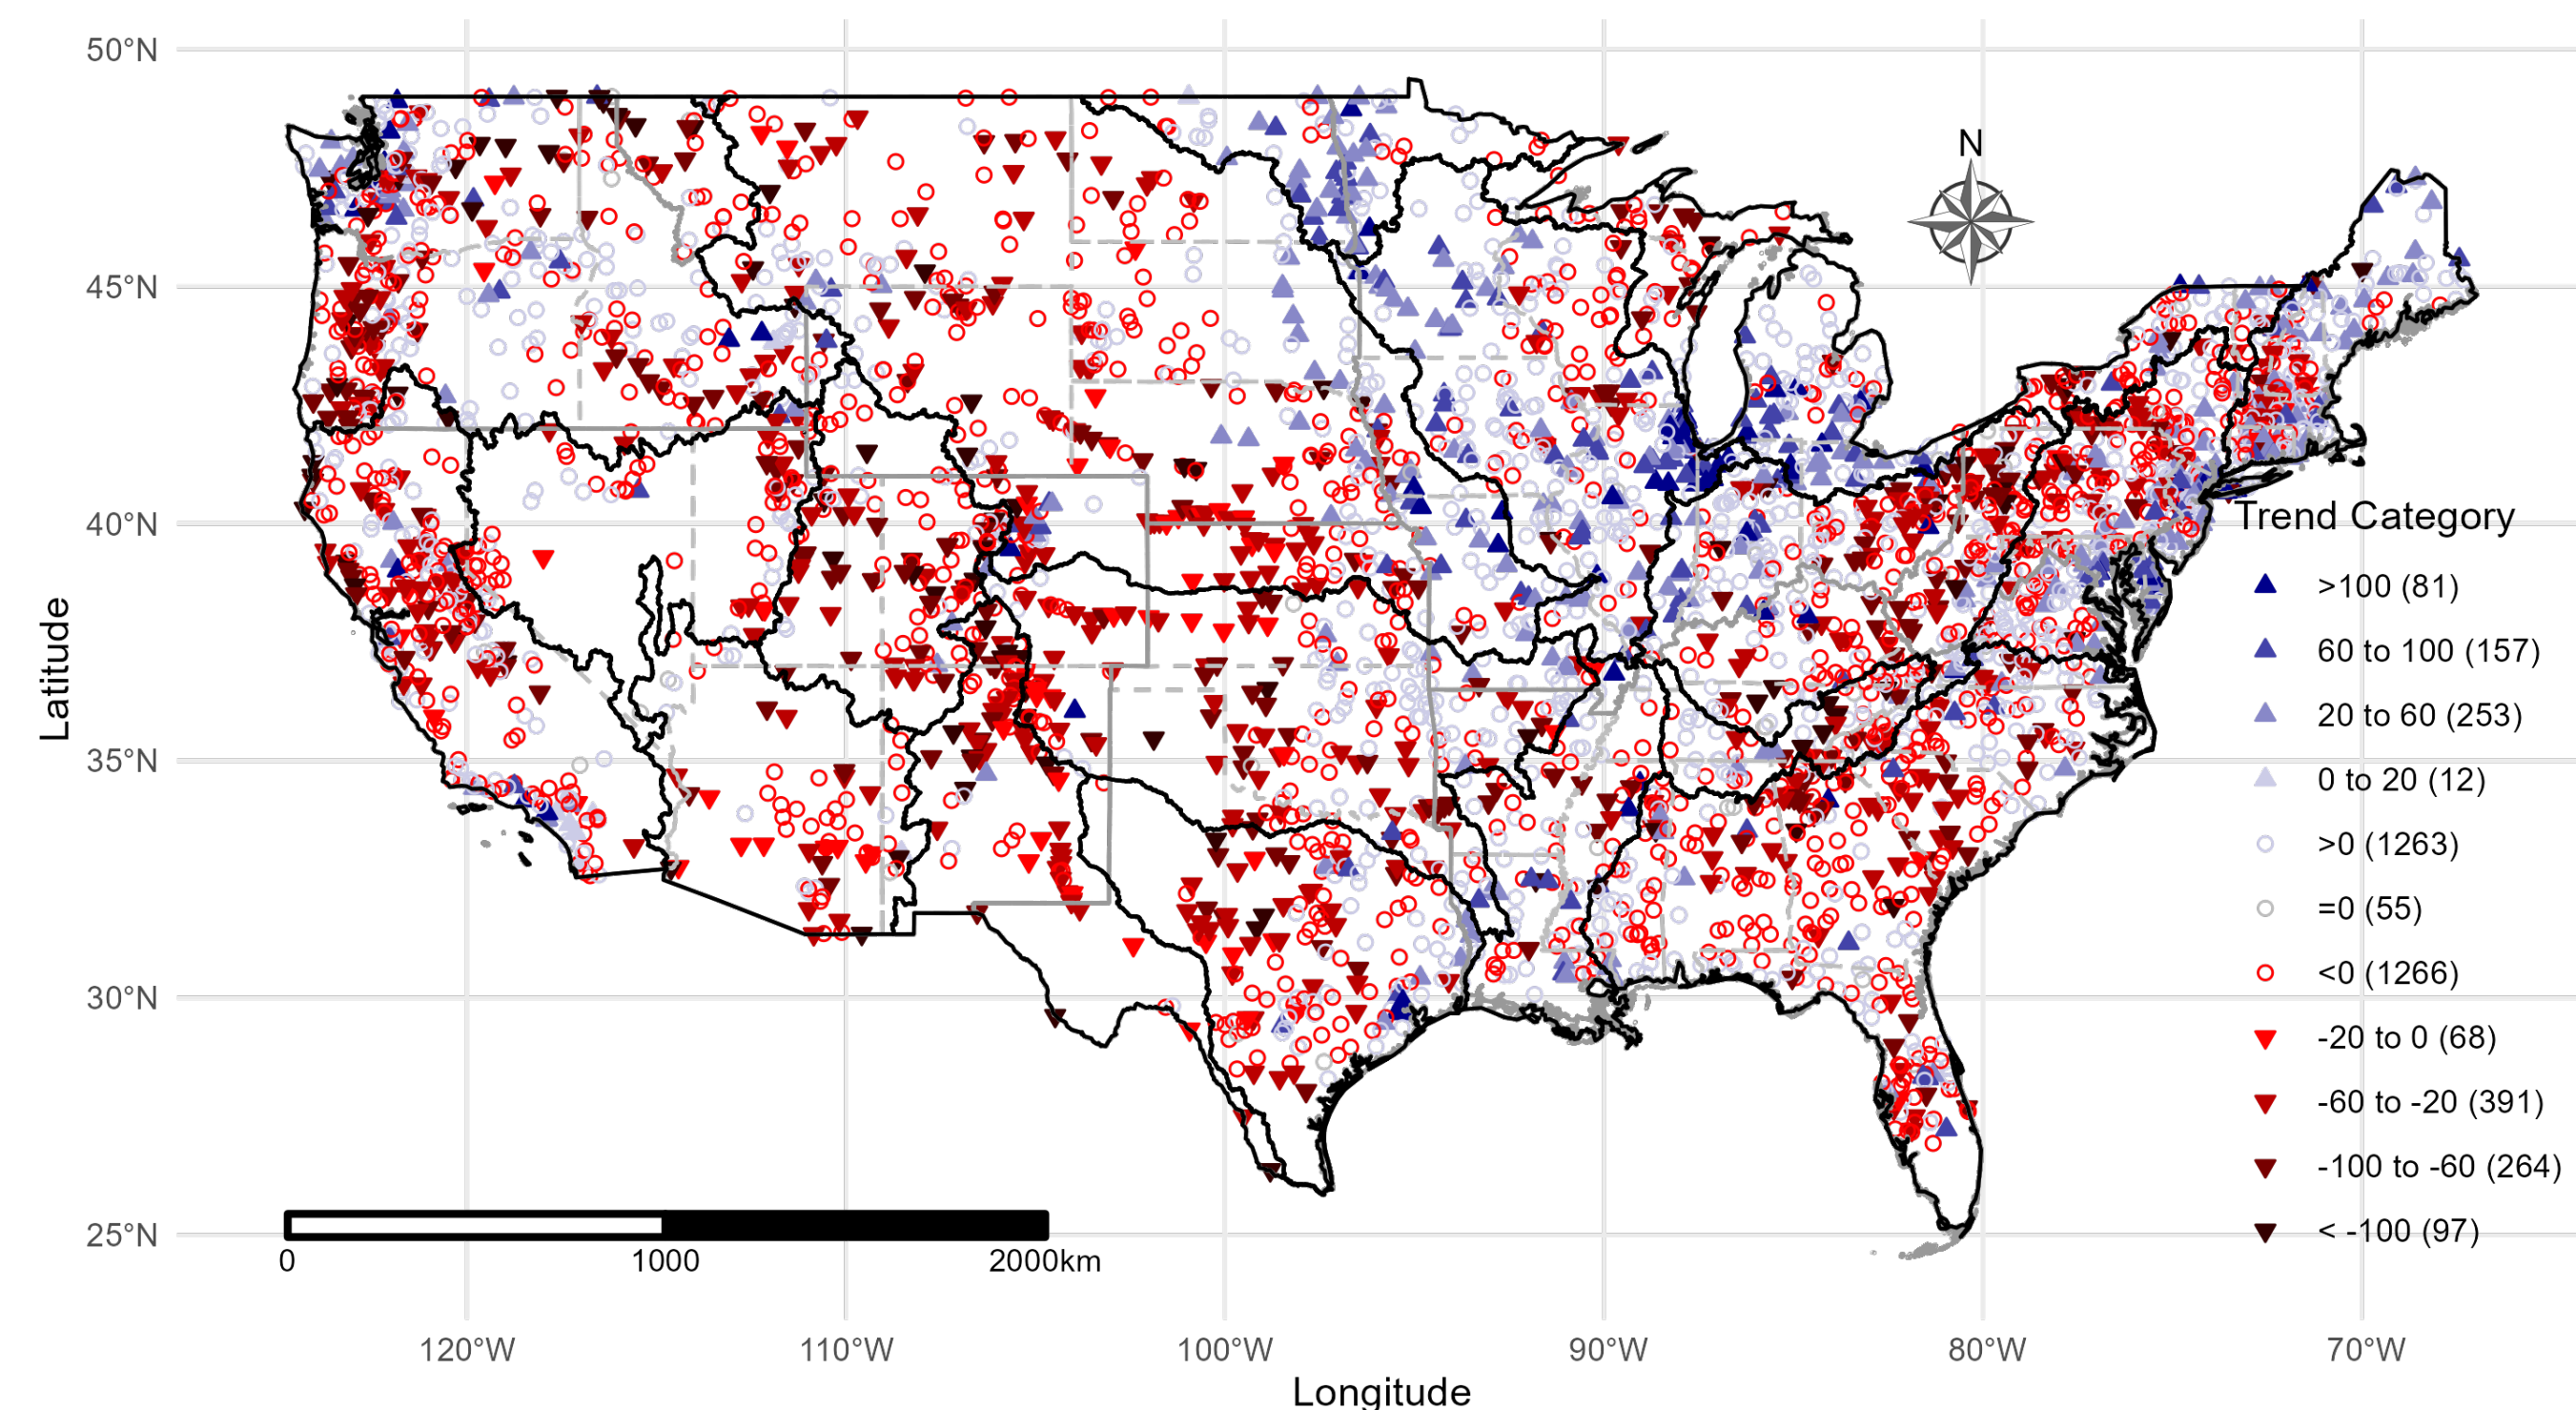 50°N
45°N
40°N
35°N
30°N
25°N
Latitude
N
Trend Category
>100 (81)
60 to 100 (157)
20 to 60 (253)
0 to 20 (12)
>0 (1263)
=0 (55)
<0 (1266)
-20 to 0 (68)
-60 to -20 (391)
-100 to -60 (264)
< -100 (97)
0 1000 2000km
120°W 110°W 100°W 90°W 80°W 70°W
Longitude